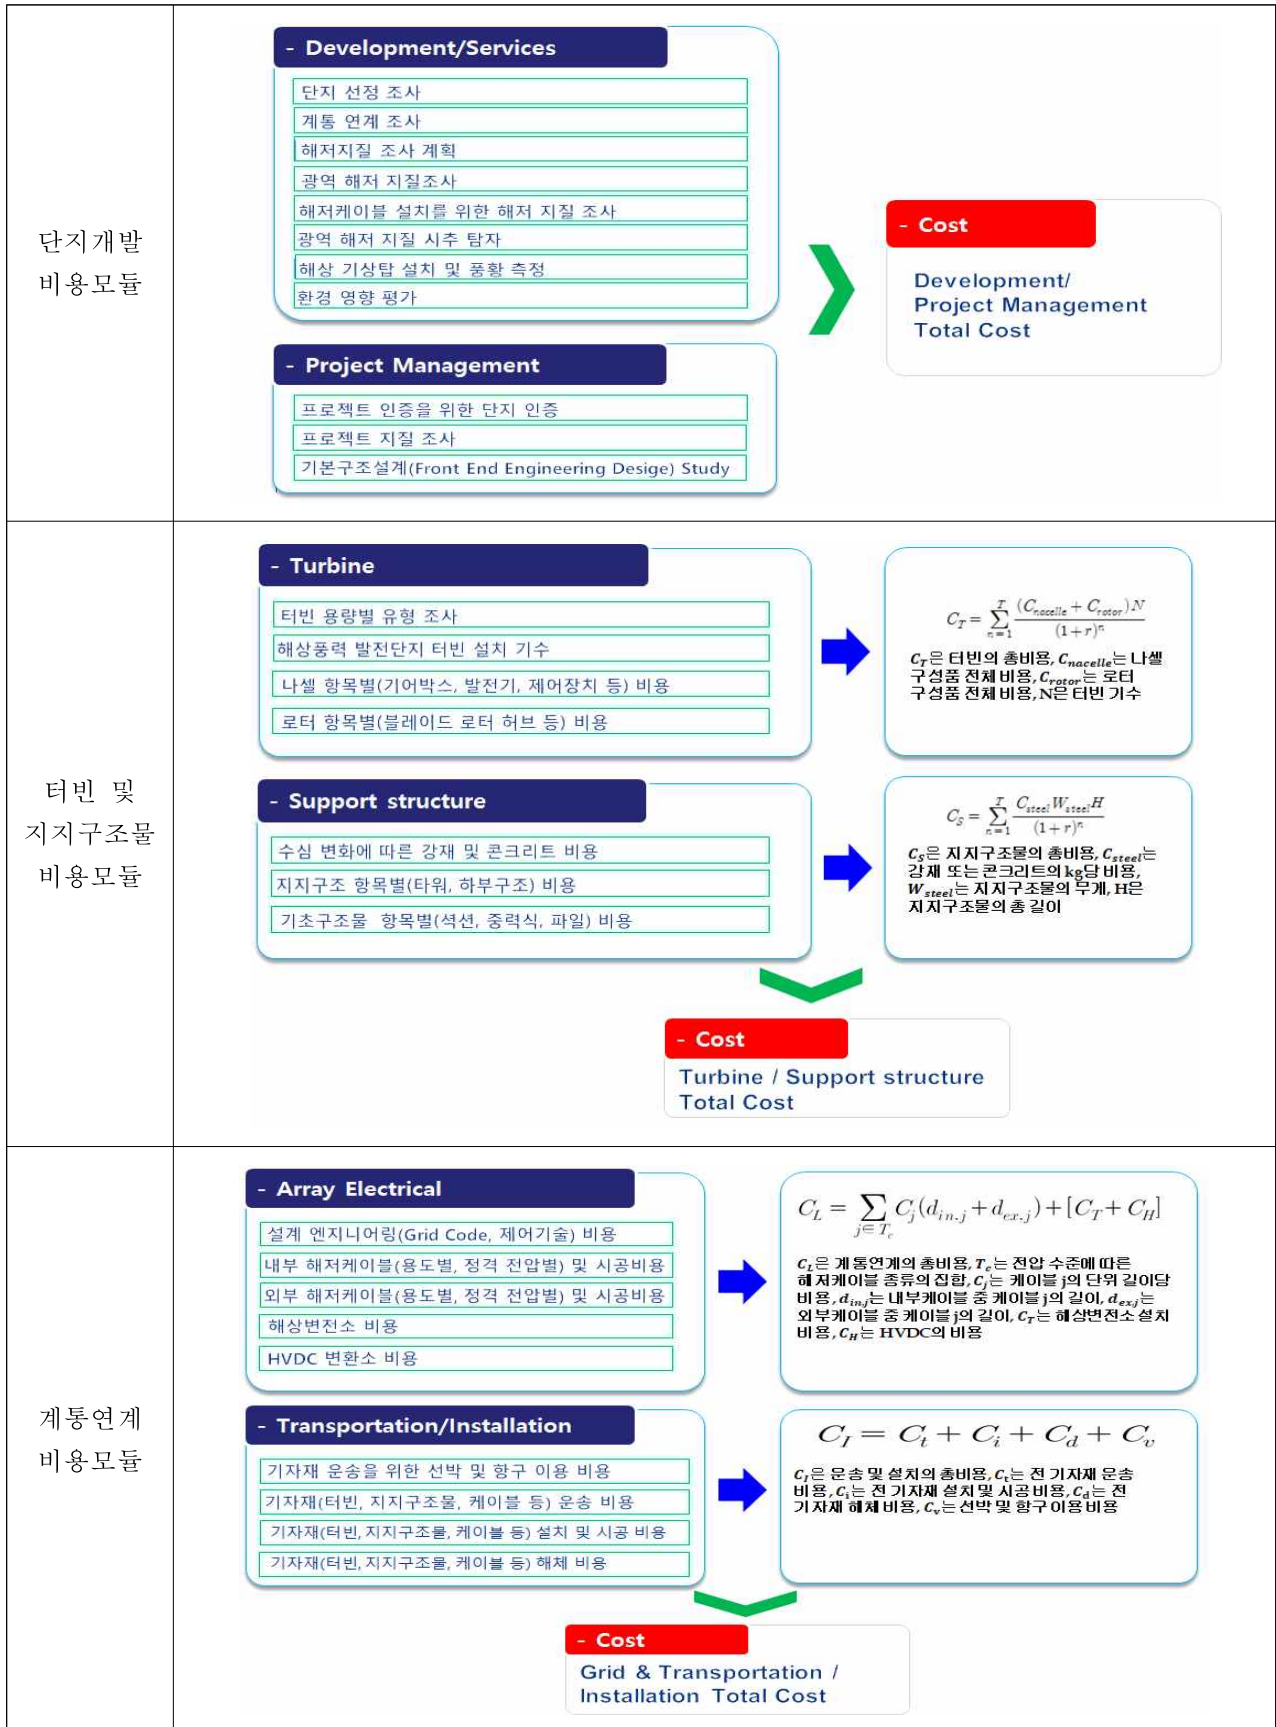 단지개발
비용모듈
- Development/Services
단지 선정 조사
계통 연계 조사
해저지질 조사 계획
광역 해저 지질조사
해저케이블 설치를 위한 해저 지질 조사
광역 해저 지질 시추 탐자
해상 기상탑 설치 및 풍황 측정
환경 영향 평가
- Project Management
프로젝트 인증을 위한 단지 인증
프로젝트 지질 조사
기본구조설계(Front End Engineering Desige) Study
- Cost
Development/
Project Management
Total Cost
터빈 및
지지구조물
비용모듈
- Turbine
터빈 용량별 유형 조사
해상풍력 발전단지 터빈 설치 기수
나셀 항목별(기어박스, 발전기, 제어장치 등) 비용
로터 항목별(블레이드 로터 허브 등) 비용
C_T = \sum_{n=1}^{T} \frac{(C_{nacelle} + C_{rotor})N}{(1+r)^n}
C_T은 터빈의 총비용, C_nacelle는 나셀
구성품 전체 비용, C_rotor는 로터
구성품 전체 비용, N은 터빈 기수
- Support structure
수심 변화에 따른 강재 및 콘크리트 비용
지지구조 항목별(타워, 하부구조) 비용
기초구조물 항목별(석션, 중력식, 파일) 비용
C_S = \sum_{n=1}^{T} \frac{C_{steel} W_{steel} H}{(1+r)^n}
C_S은 지지구조물의 총비용, C_steel는
강재 또는 콘크리트의 kg당 비용,
W_steel는 지지구조물의 무게, H은
지지구조물의 총 길이
- Cost
Turbine / Support structure
Total Cost
계통연계
비용모듈
- Array Electrical
설계 엔지니어링(Grid Code, 제어기술) 비용
내부 해저케이블(용도별, 정격 전압별) 및 시공비용
외부 해저케이블(용도별, 정격 전압별) 및 시공비용
해상변전소 비용
HVDC 변환소 비용
C_L = \sum_{j \in T_c} C_j(d_{in.j} + d_{ex.j}) + [C_T + C_H]
C_L은 계통연계의 총비용, T_c는 전압 수준에 따른
해저케이블 종류의 집합, C_j는 케이블 j의 단위 길이당
비용, d_in.j는 내부케이블 중 케이블 j의 길이, d_ex.j는
외부케이블 중 케이블 j의 길이, C_T는 해상변전소 설치
비용, C_H는 HVDC의 비용
- Transportation/Installation
기자재 운송을 위한 선박 및 항구 이용 비용
기자재(터빈, 지지구조물, 케이블 등) 운송 비용
기자재(터빈, 지지구조물, 케이블 등) 설치 및 시공 비용
기자재(터빈, 지지구조물, 케이블 등) 해체 비용
C_I = C_t + C_i + C_d + C_v
C_I은 운송 및 설치의 총비용, C_t는 전 기자재 운송
비용, C_i는 전 기자재 설치 및 시공 비용, C_d는 전
기자재 해체 비용, C_v는 선박 및 항구 이용 비용
- Cost
Grid & Transportation /
Installation Total Cost